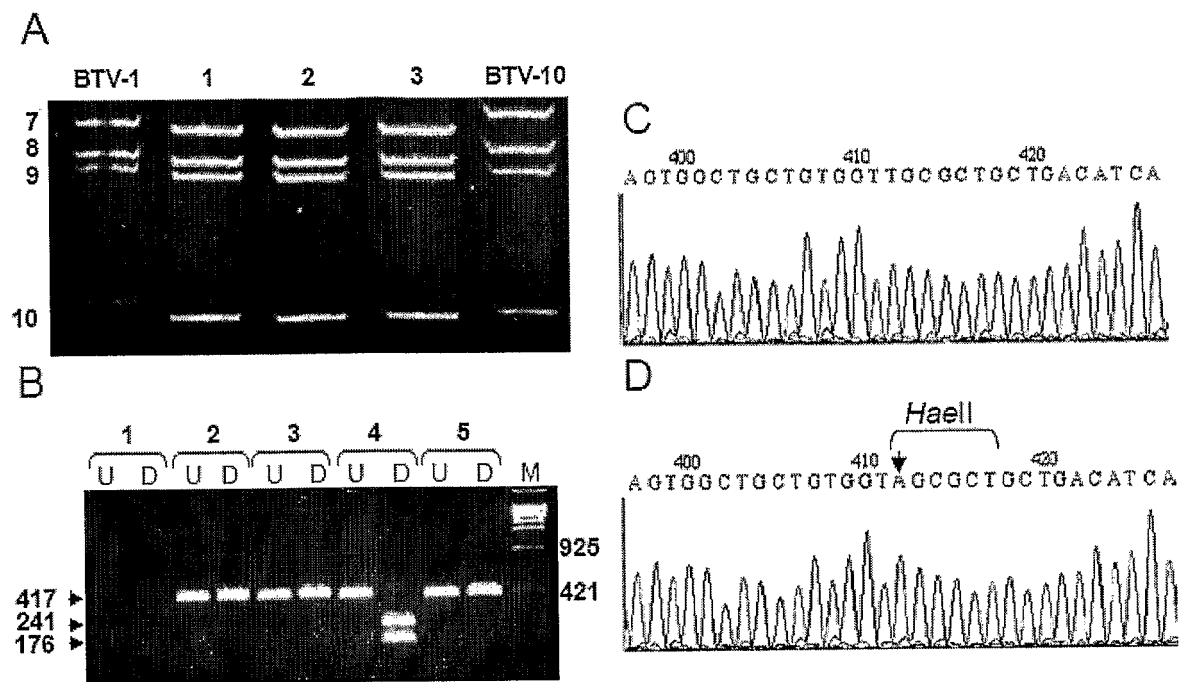 A
BTV-1 1 2 3 BTV-10
7
8
9
10
B
1 2 3 4 5
U D U D U D U D U D M
925
417 421
241
176
C
400 410 420
AGTGGCTGCTGTGGTTGCGCTGCTGACATCA
D
HaeII
400 410 420
AGTGGCTGCTGTGGTAGCGCTGCTGACATCA